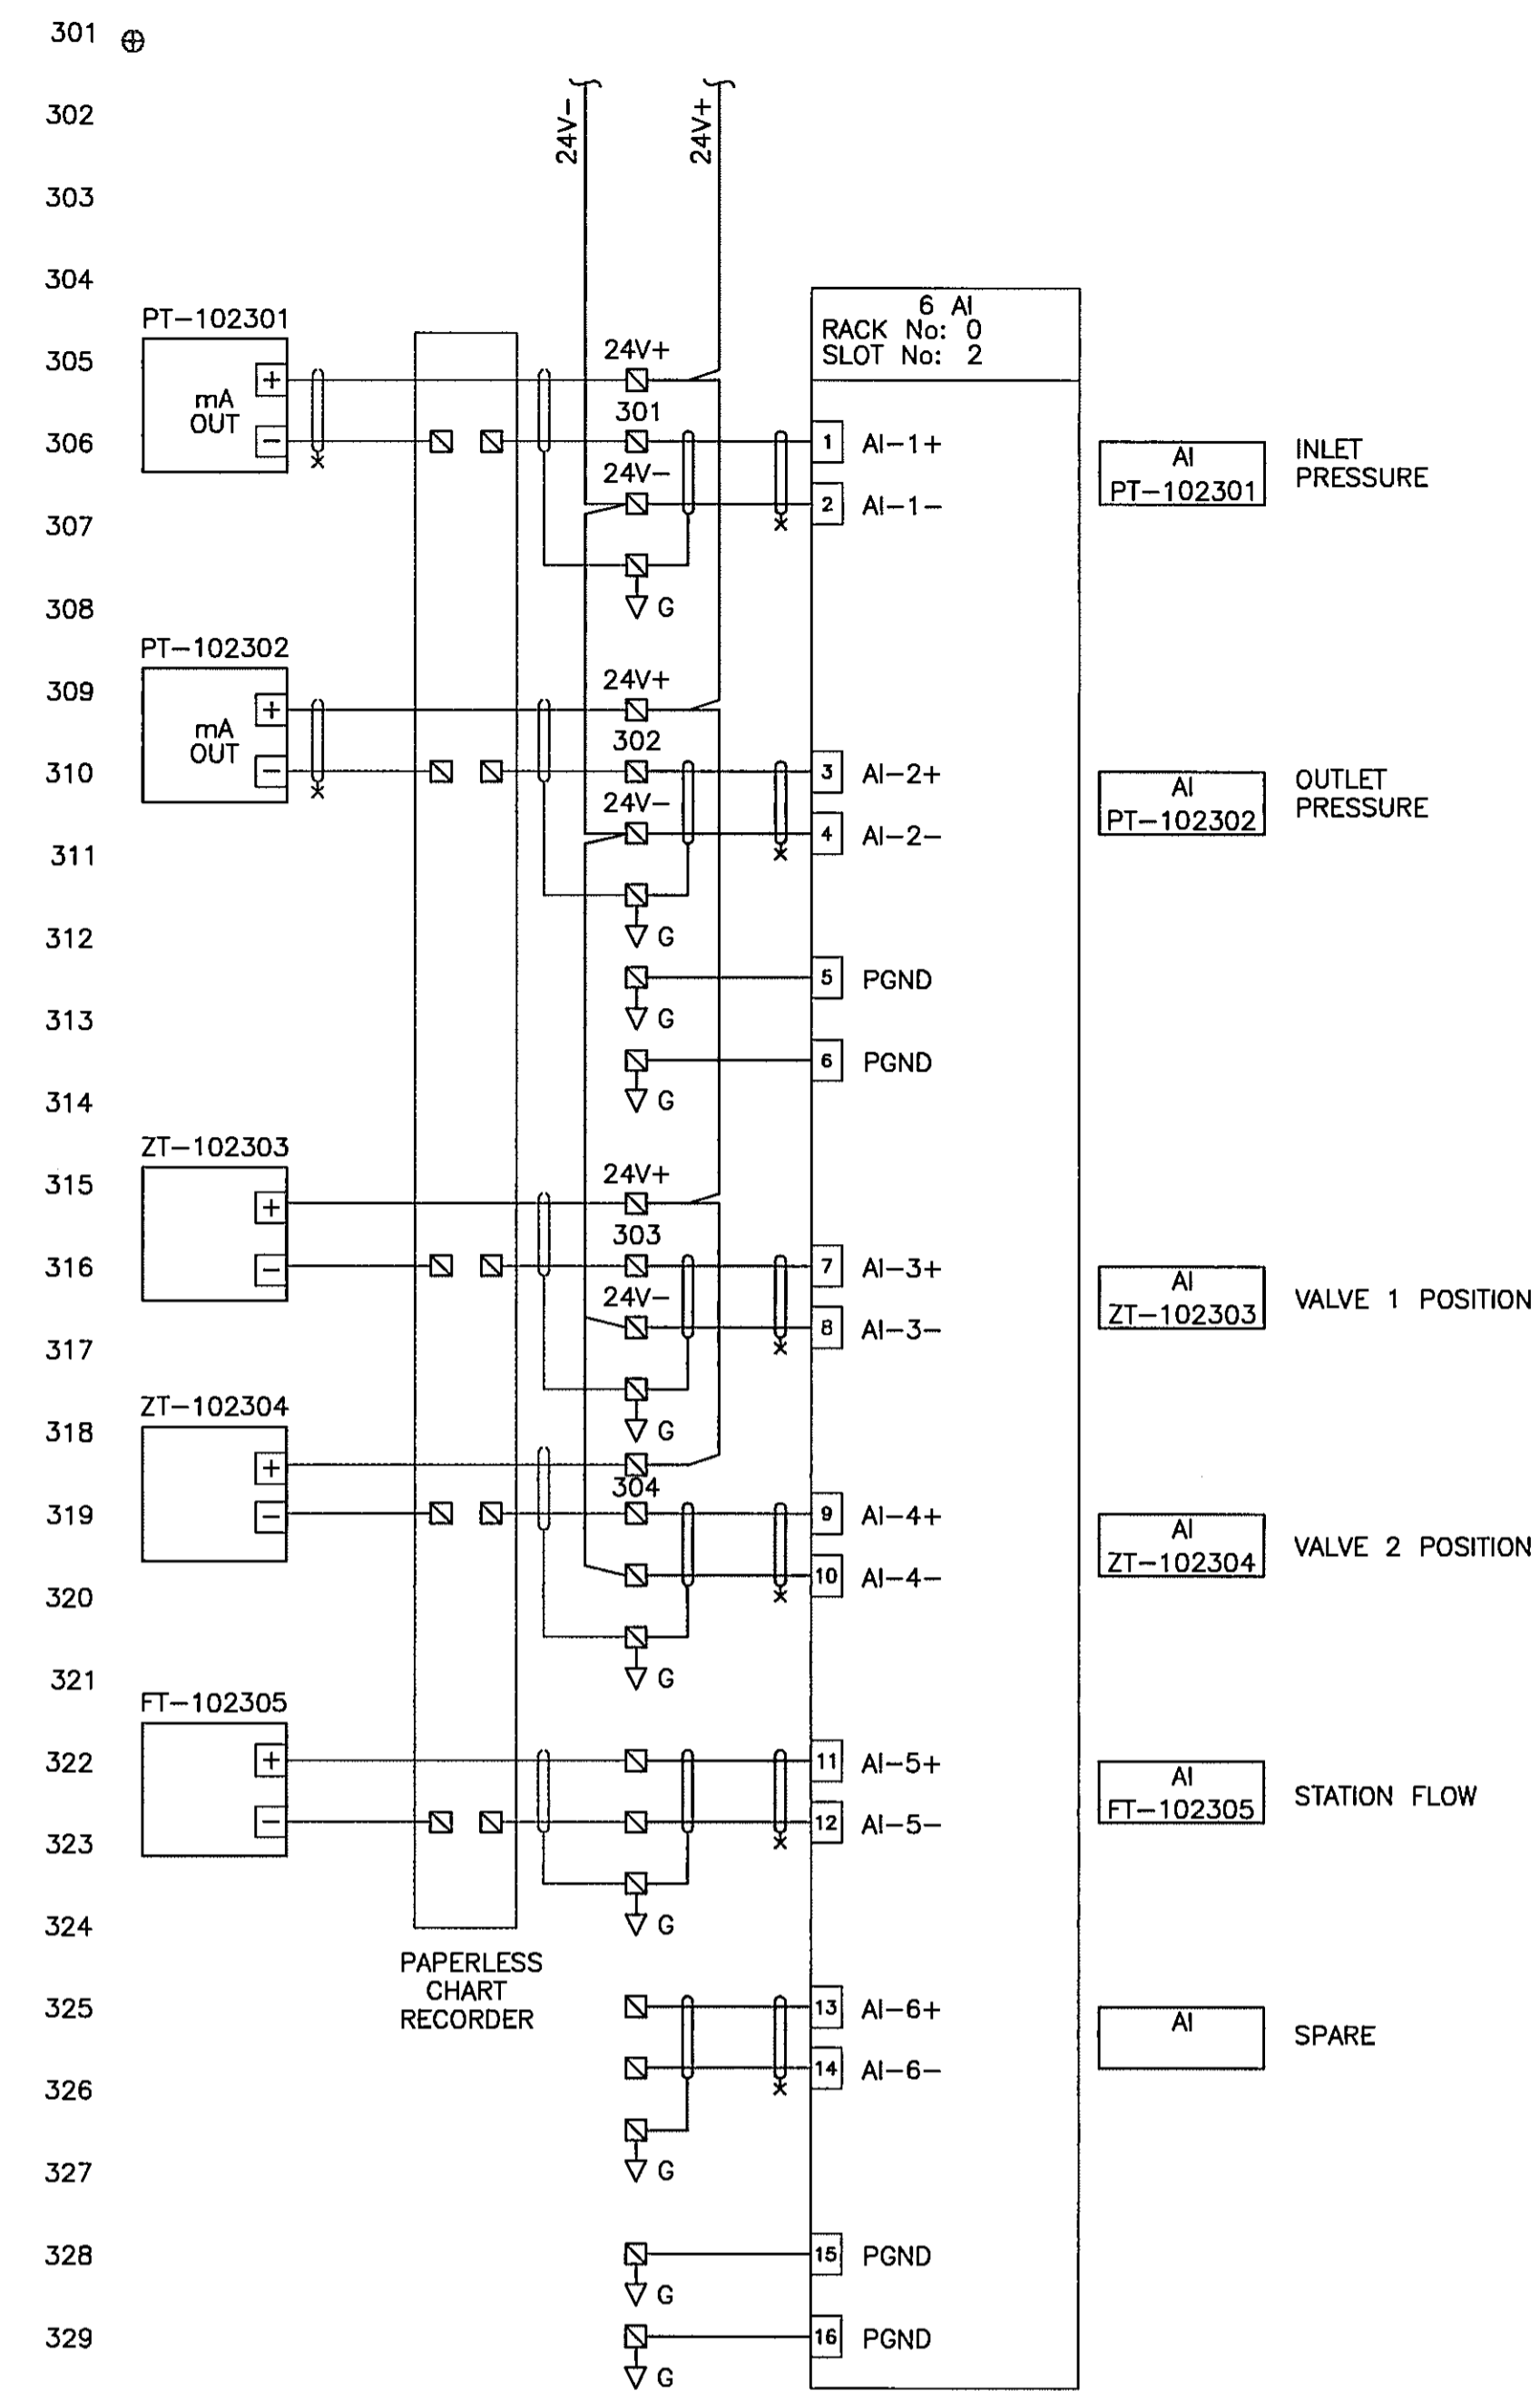 301
302
24V-
24V+
303
304
6 AI
RACK No: 0
SLOT No: 2
PT-102301
305
24V+
+
mA
OUT
301
306
-
1
AI-1+
AI
PT-102301
INLET
PRESSURE
24V-
2
AI-1-
307
308
G
PT-102302
309
24V+
+
mA
OUT
302
310
-
3
AI-2+
AI
PT-102302
OUTLET
PRESSURE
24V-
4
AI-2-
311
312
G
5
PGND
313
G
6
PGND
314
G
ZT-102303
315
24V+
+
303
316
-
7
AI-3+
AI
ZT-102303
VALVE 1 POSITION
24V-
8
AI-3-
317
ZT-102304
318
G
+
304
319
-
9
AI-4+
AI
ZT-102304
VALVE 2 POSITION
10
AI-4-
320
321
G
FT-102305
322
+
11
AI-5+
AI
FT-102305
STATION FLOW
-
12
AI-5-
323
324
G
PAPERLESS
CHART
RECORDER
325
13
AI-6+
AI
SPARE
14
AI-6-
326
327
G
328
15
PGND
G
329
16
PGND
G